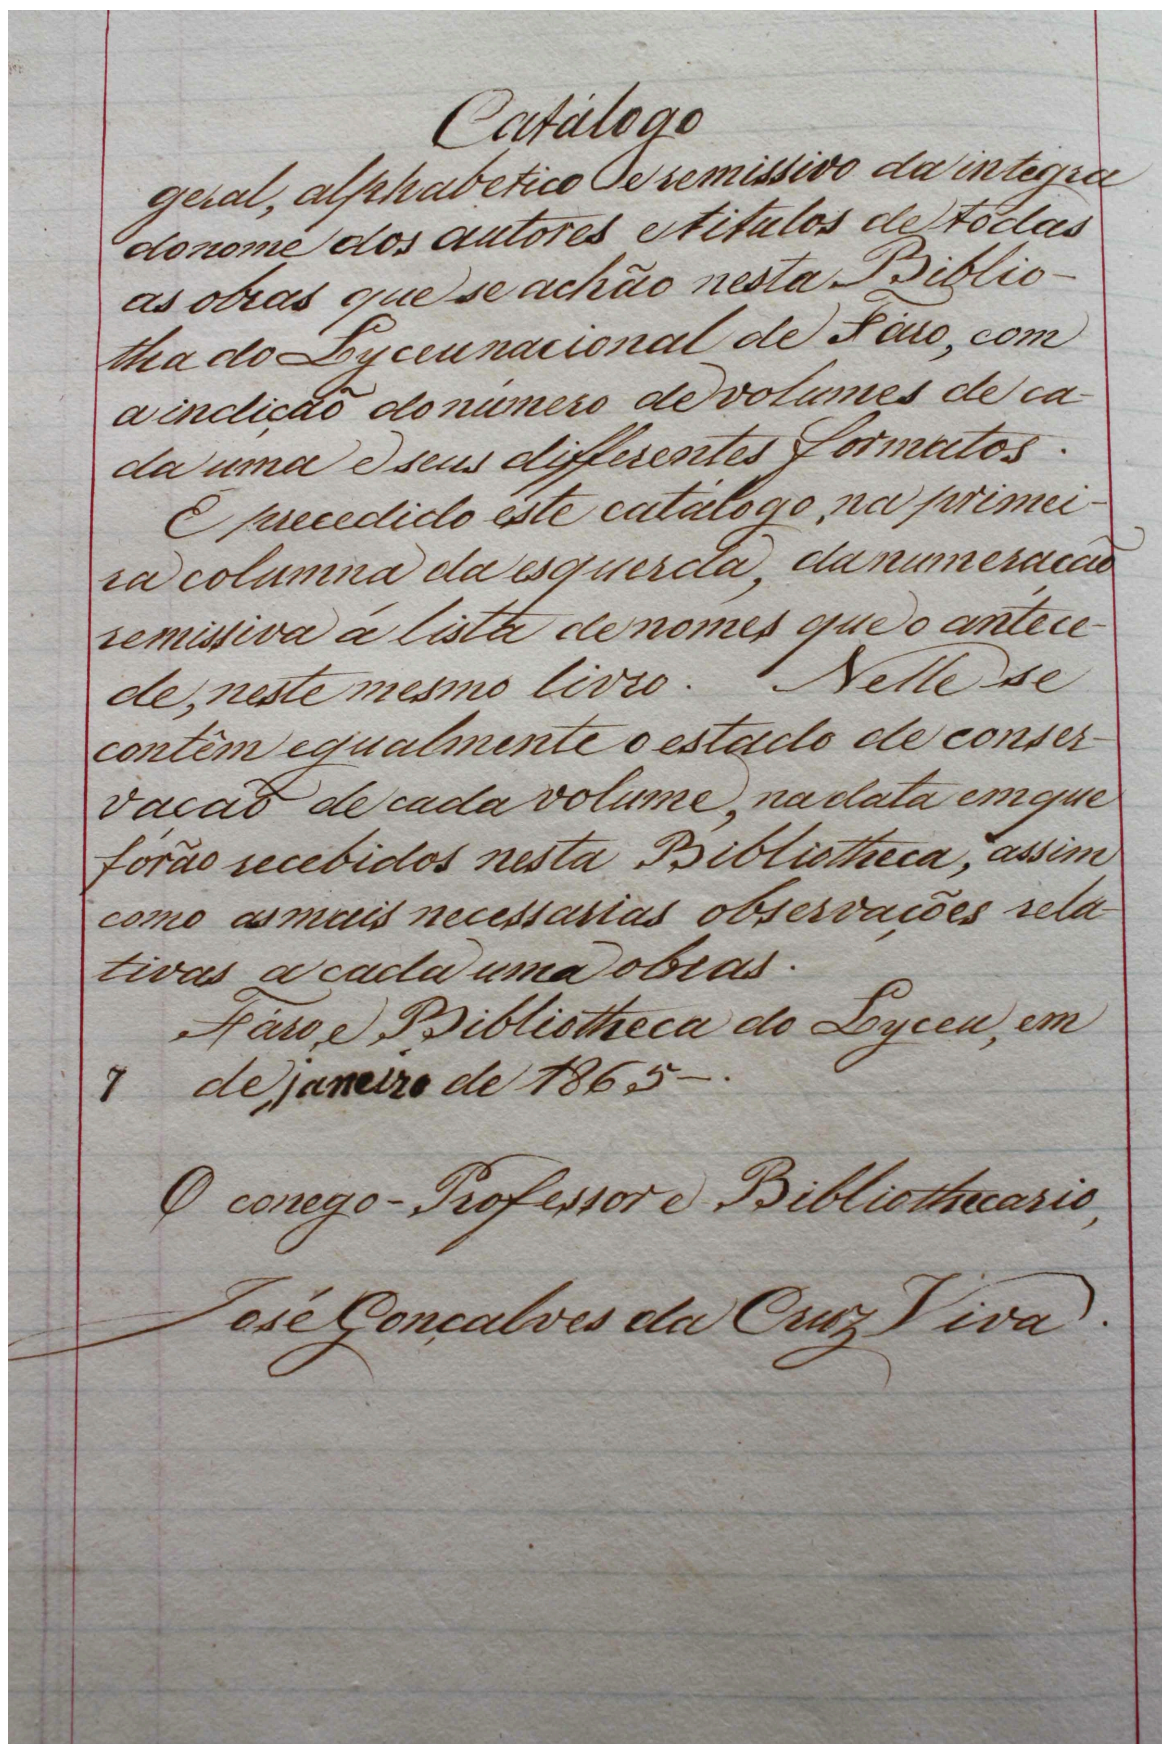 Catálogo
geral, alphabetico e remissivo da integra
do nome dos autores e titulos de todas
as obras que se achão nesta Biblio-
tha do Lyceu nacional de Fáro, com
a indição do número de volumes de ca-
da uma e seus differentes formatos.
É precedido este catálogo, na primei-
ra columna da esquerda, da numeração
remissiva á lista de nomes que o antece-
de, neste mesmo livro. Nelle se
contêm egualmente o estado de conser-
vação de cada volume, na data em que
forão recebidos nesta Bibliotheca, assim
como as mais necessarias observações rela-
tivas a cada uma obras.
Fáro, e Bibliotheca do Lyceu, em
7 de janeiro de 1865-.
O conego-Professor e Bibliothecario,
José Gonçalves da Cruz Viva.